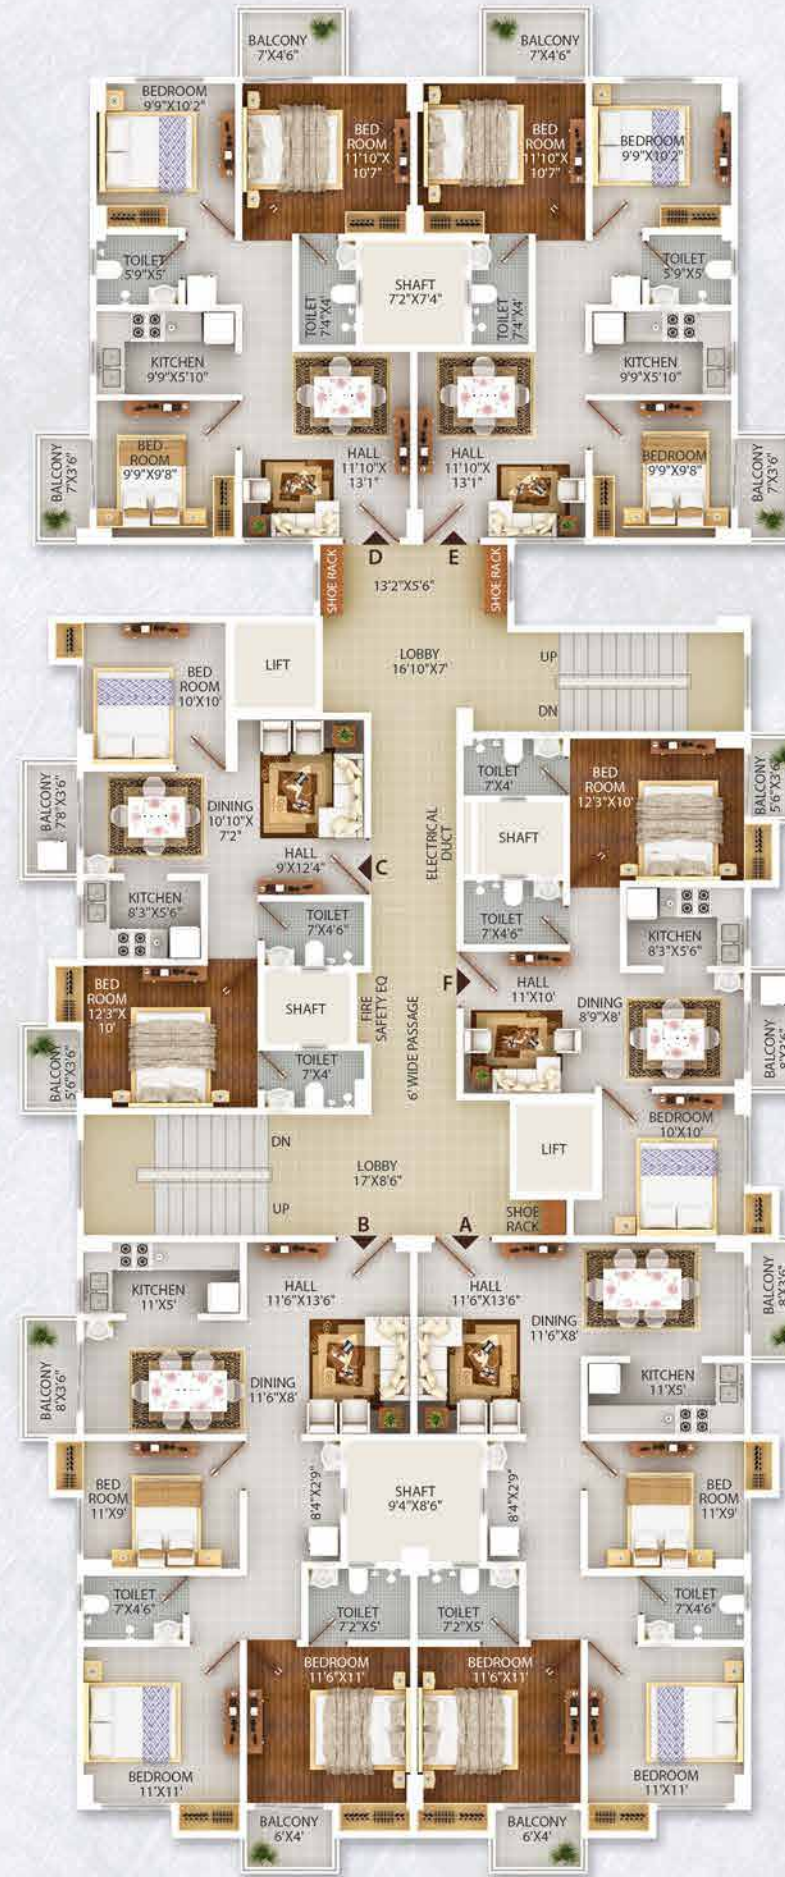 BALCONY
7'X4'6"
BALCONY
7'X4'6"
BEDROOM
9'9"X10'2"
BED
ROOM
11'10"X
10'7"
BED
ROOM
11'10"X
10'7"
BEDROOM
9'9"X10'2"
TOILET
5'9"X5'
TOILET
7'4"X4'
SHAFT
7'2"X7'4"
TOILET
7'4"X4'
TOILET
5'9"X5'
KITCHEN
9'9"X5'10"
KITCHEN
9'9"X5'10"
BALCONY
7'X3'6"
BED
ROOM
9'9"X9'8"
HALL
11'10"X
13'1"
HALL
11'10"X
13'1"
BEDROOM
9'9"X9'8"
BALCONY
7'X3'6"
D
E
SHOE RACK
13'2"X5'6"
SHOE RACK
LOBBY
16'10"X7'
UP
DN
LIFT
BED
ROOM
10'X10'
BALCONY
7'8"X3'6"
DINING
10'10"X
7'2"
HALL
9'X12'4"
C
KITCHEN
8'3"X5'6"
TOILET
7'X4'6"
BED
ROOM
12'3"X
10'
SHAFT
FIRE
SAFETY EQ
TOILET
7'X4'
BALCONY
5'6"X3'6"
ELECTRICAL
DUCT
6' WIDE PASSAGE
TOILET
7'X4'
BED
ROOM
12'3"X10'
BALCONY
5'6"X3'6"
SHAFT
TOILET
7'X4'6"
KITCHEN
8'3"X5'6"
F
HALL
11'X10'
DINING
8'9"X8'
BALCONY
8'X3'6"
BEDROOM
10'X10'
LIFT
DN
UP
LOBBY
17'X8'6"
SHOE
RACK
B
A
KITCHEN
11'X5'
HALL
11'6"X13'6"
HALL
11'6"X13'6"
DINING
11'6"X8'
BALCONY
8'X3'6"
BALCONY
8'X3'6"
DINING
11'6"X8'
KITCHEN
11'X5'
BED
ROOM
11'X9'
8'4"X2'9"
SHAFT
9'4"X8'6"
8'4"X2'9"
BED
ROOM
11'X9'
TOILET
7'X4'6"
TOILET
7'2"X5'
TOILET
7'2"X5'
TOILET
7'X4'6"
BEDROOM
11'6"X11'
BEDROOM
11'6"X11'
BEDROOM
11'X11'
BEDROOM
11'X11'
BALCONY
6'X4'
BALCONY
6'X4'